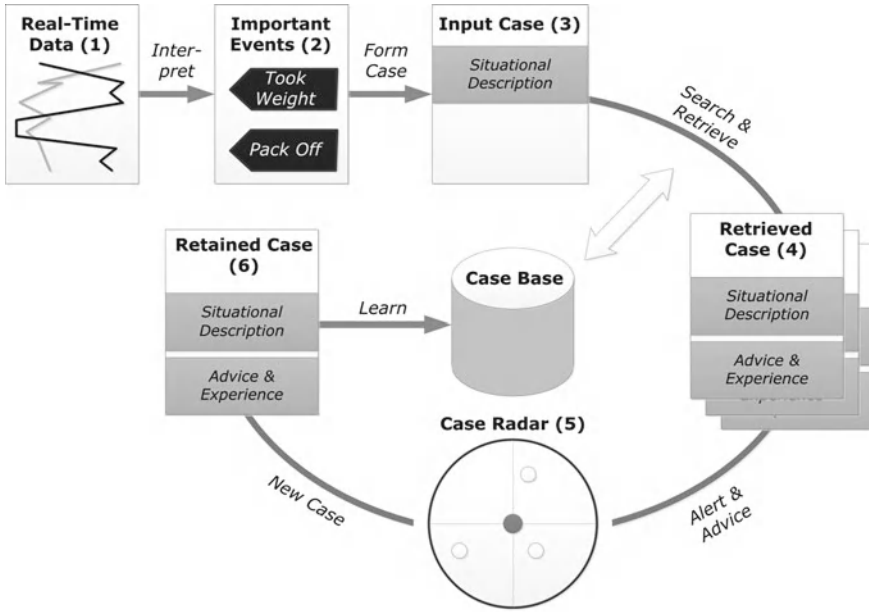 Real-Time
Data (1)
Inter-
pret
Important
Events (2)
Took
Weight
Pack Off
Form
Case
Input Case (3)
Situational
Description
Search &
Retrieve
Retrieved
Case (4)
Situational
Description
Advice &
Experience
Experience
Alert &
Advice
Case Radar (5)
New Case
Retained Case
(6)
Situational
Description
Advice &
Experience
Learn
Case Base